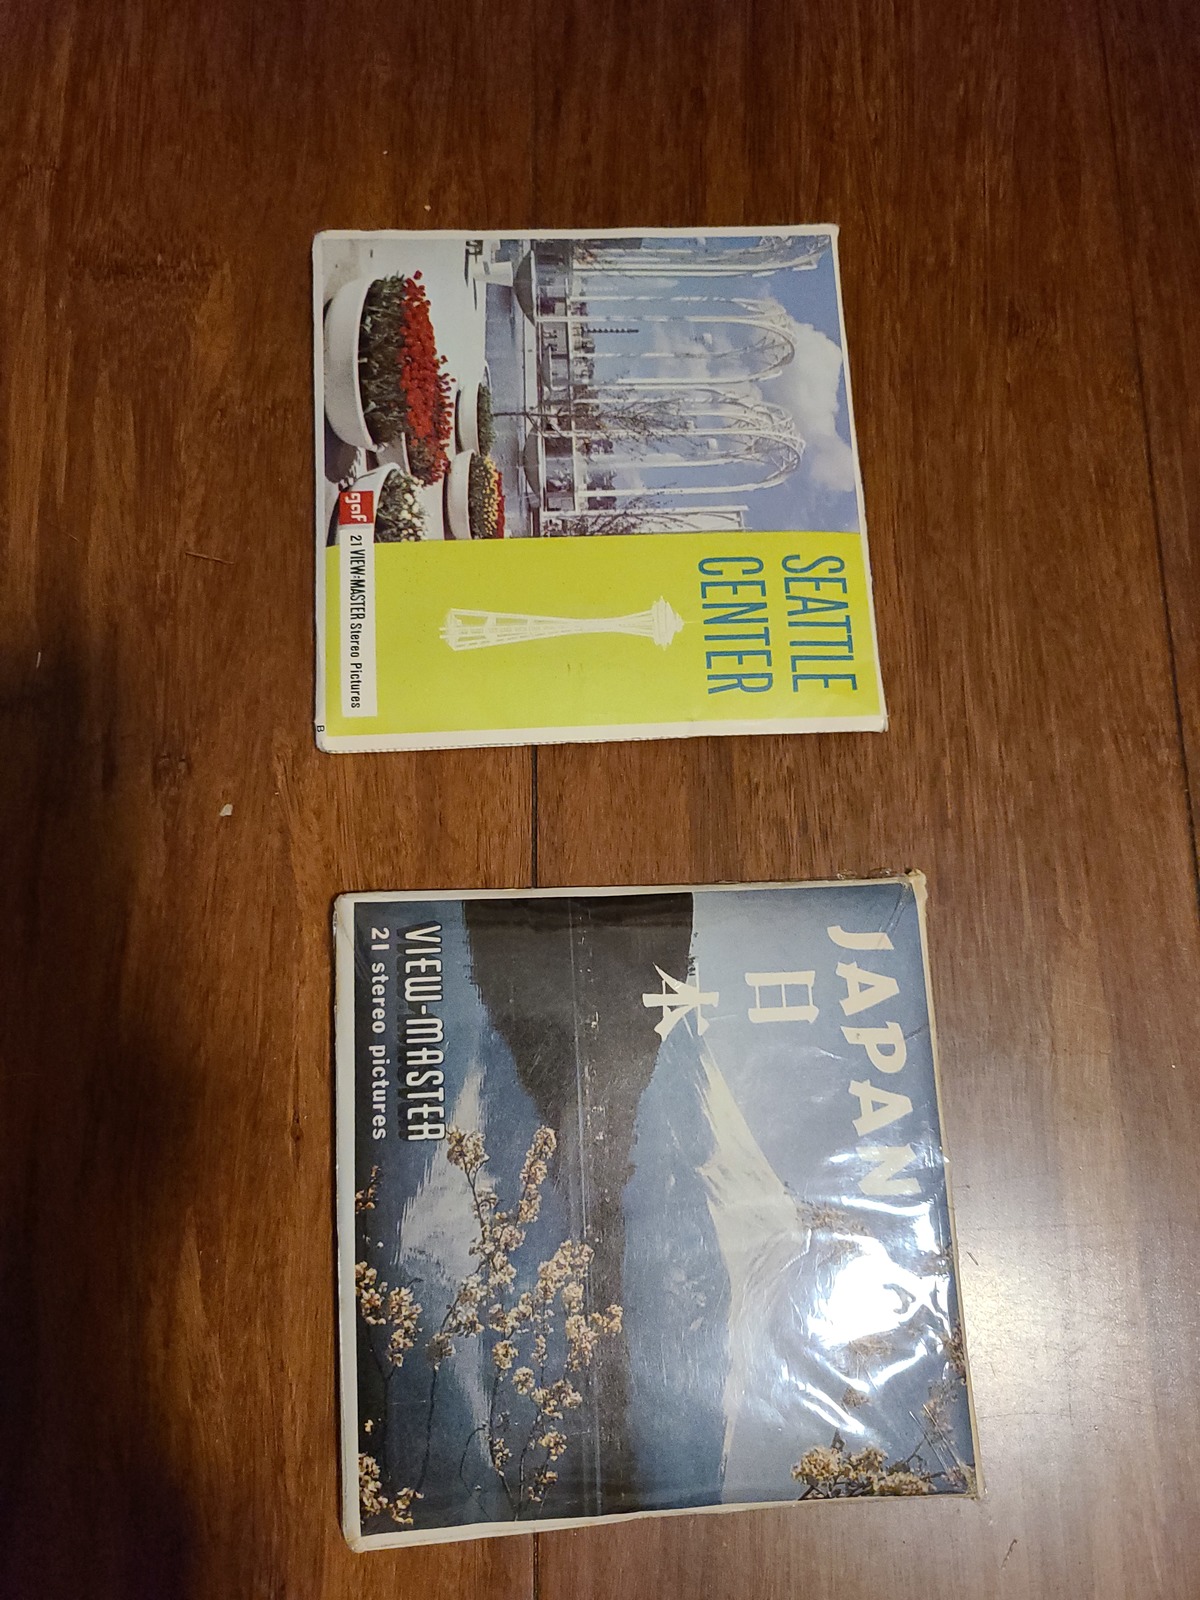 SEATTLE
CENTER
gaf
21 VIEW-MASTER Stereo Pictures
B
JAPAN
日
本
VIEW-MASTER
21 stereo pictures